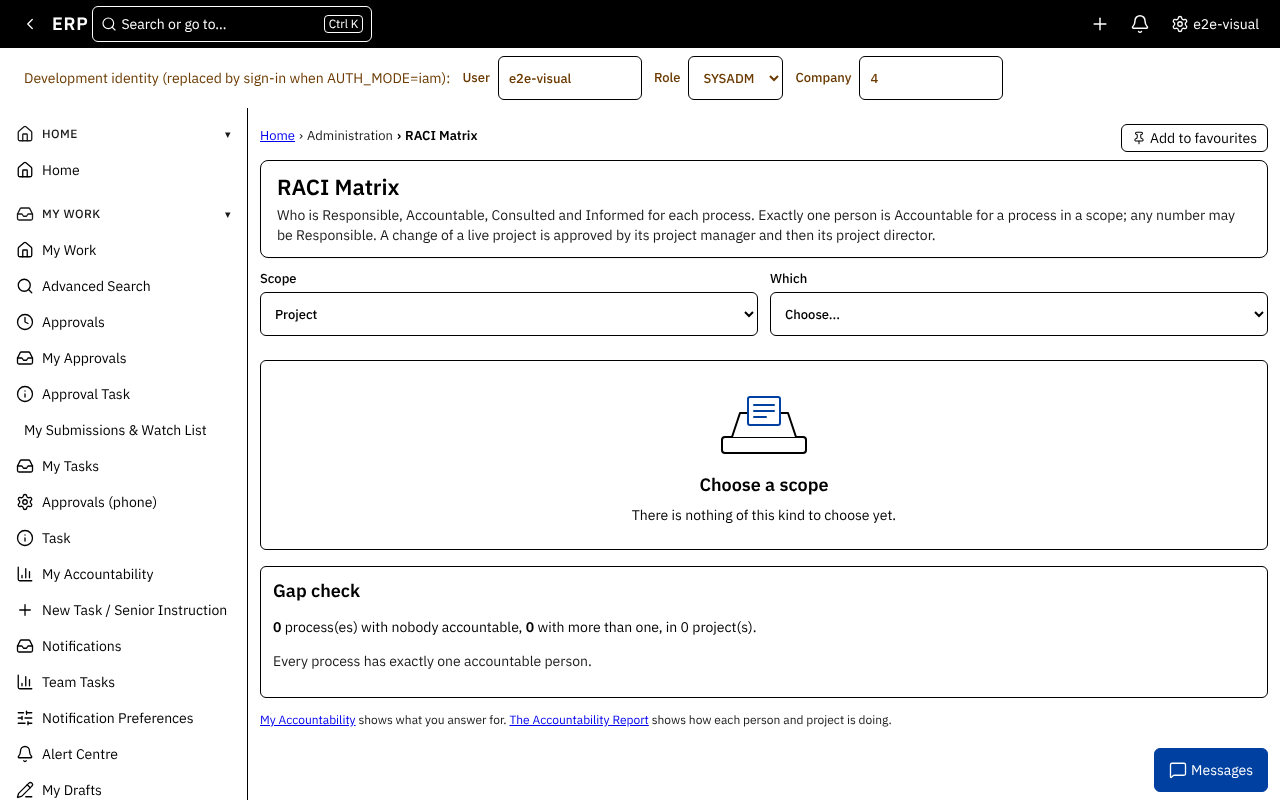 ERP
Search or go to...
Ctrl K
e2e-visual
Development identity (replaced by sign-in when AUTH_MODE=iam):
User
e2e-visual
Role
SYSADM
Company
4
HOME
Home
MY WORK
My Work
Advanced Search
Approvals
My Approvals
Approval Task
My Submissions & Watch List
My Tasks
Approvals (phone)
Task
My Accountability
New Task / Senior Instruction
Notifications
Team Tasks
Notification Preferences
Alert Centre
My Drafts
Home › Administration › RACI Matrix
Add to favourites
RACI Matrix
Who is Responsible, Accountable, Consulted and Informed for each process. Exactly one person is Accountable for a process in a scope; any number may
be Responsible. A change of a live project is approved by its project manager and then its project director.
Scope
Project
Which
Choose...
Choose a scope
There is nothing of this kind to choose yet.
Gap check
0 process(es) with nobody accountable, 0 with more than one, in 0 project(s).
Every process has exactly one accountable person.
My Accountability shows what you answer for. The Accountability Report shows how each person and project is doing.
Messages